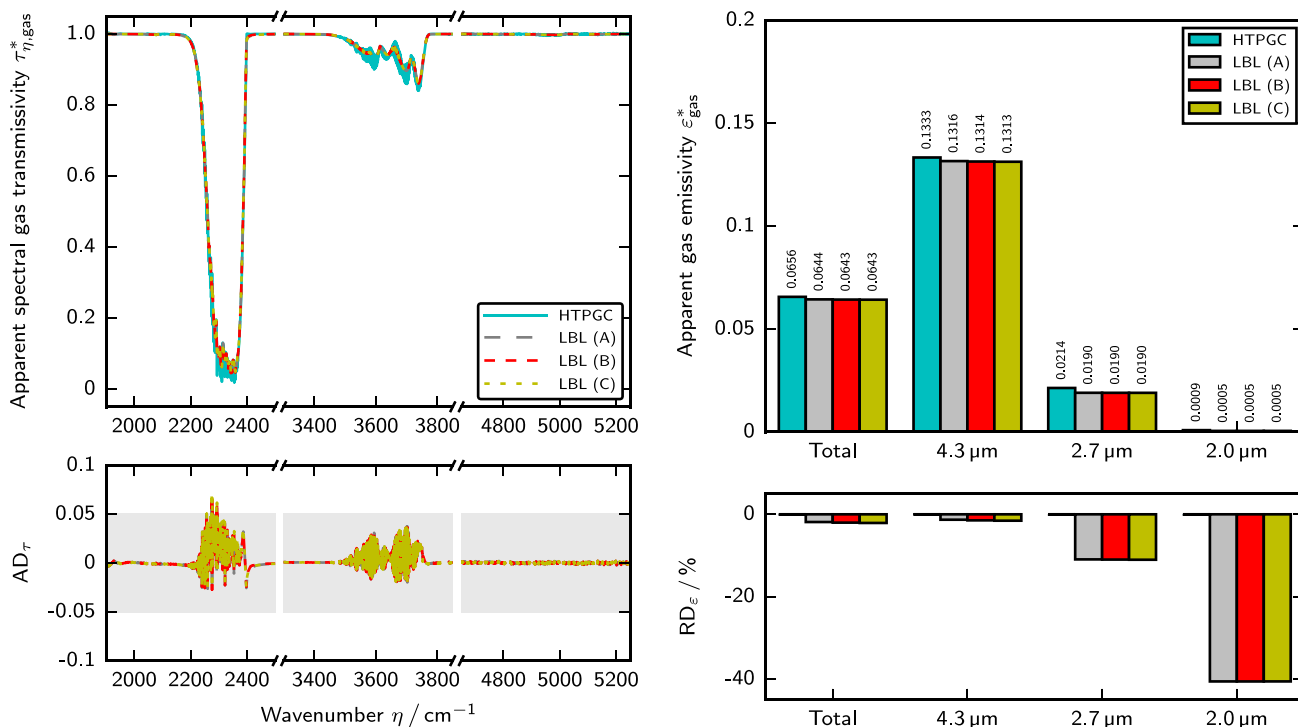 Apparent spectral gas transmissivity τ*η,gas
1.0
0.8
0.6
0.4
0.2
0
HTPGC
LBL (A)
LBL (B)
LBL (C)
2000 2200 2400 3400 3600 3800 4800 5000 5200
AD_τ
0.1
0.05
0
-0.05
-0.1
2000 2200 2400 3400 3600 3800 4800 5000 5200
Wavenumber η / cm⁻¹
Apparent gas emissivity ε*gas
0.2
0.15
0.1
0.05
0
HTPGC
LBL (A)
LBL (B)
LBL (C)
0.0656 0.0644 0.0643 0.0643
0.1333 0.1316 0.1314 0.1313
0.0214 0.0190 0.0190 0.0190
0.0009 0.0005 0.0005 0.0005
Total 4.3 µm 2.7 µm 2.0 µm
RD_ε / %
0
-20
-40
Total 4.3 µm 2.7 µm 2.0 µm